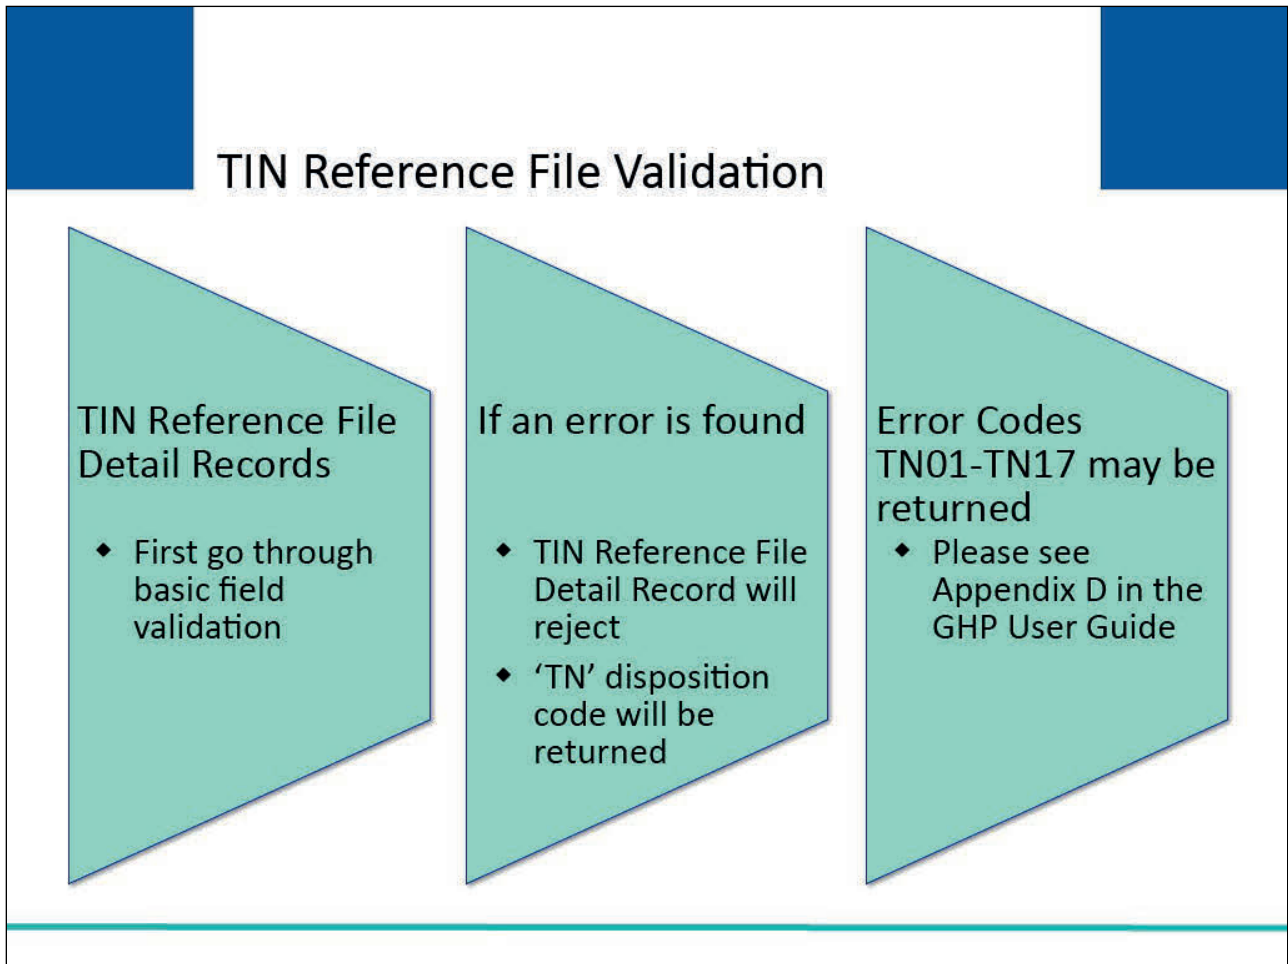 TIN Reference File Validation
TIN Reference File
Detail Records
◆ First go through
basic field
validation
If an error is found
◆ TIN Reference File
Detail Record will
reject
◆ ‘TN’ disposition
code will be
returned
Error Codes
TN01-TN17 may be
returned
◆ Please see
Appendix D in the
GHP User Guide